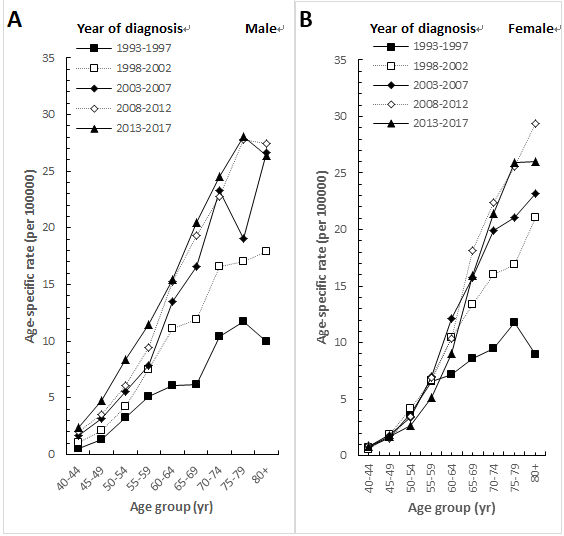 A
Year of diagnosis↵ Male↵
1993-1997
1998-2002
2003-2007
2008-2012
2013-2017
Age-specific rate (per 100000)
35
30
25
20
15
10
5
0
40-44 45-49 50-54 55-59 60-64 65-69 70-74 75-79 80+
Age group (yr)
B
Year of diagnosis↵ Female↵
1993-1997
1998-2002
2003-2007
2008-2012
2013-2017
Age-specific rate (per 100000)
35
30
25
20
15
10
5
0
40-44 45-49 50-54 55-59 60-64 65-69 70-74 75-79 80+
Age group (yr)